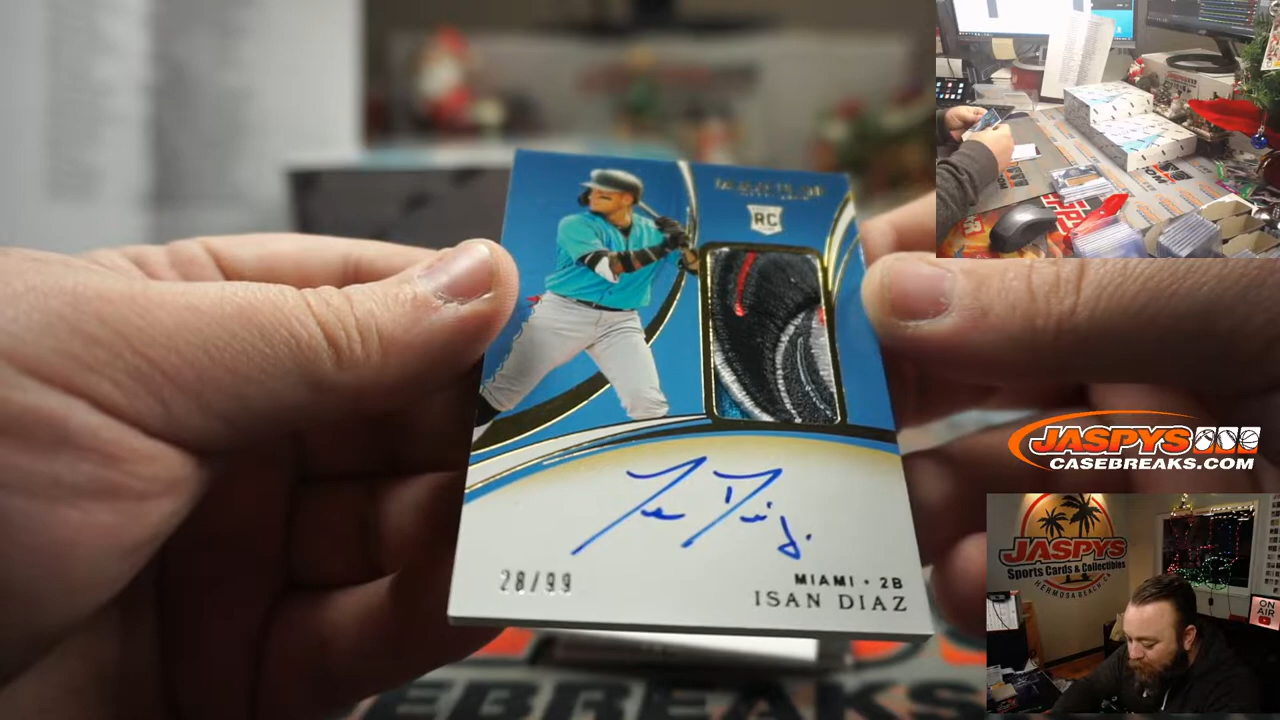 RC
28/99
MIAMI • 2B
ISAN DIAZ
JASPYS
CASEBREAKS.COM
JASPYS
Sports Cards & Collectibles
HERMOSA BEACH, CA
ON
AIR
EBREAKS